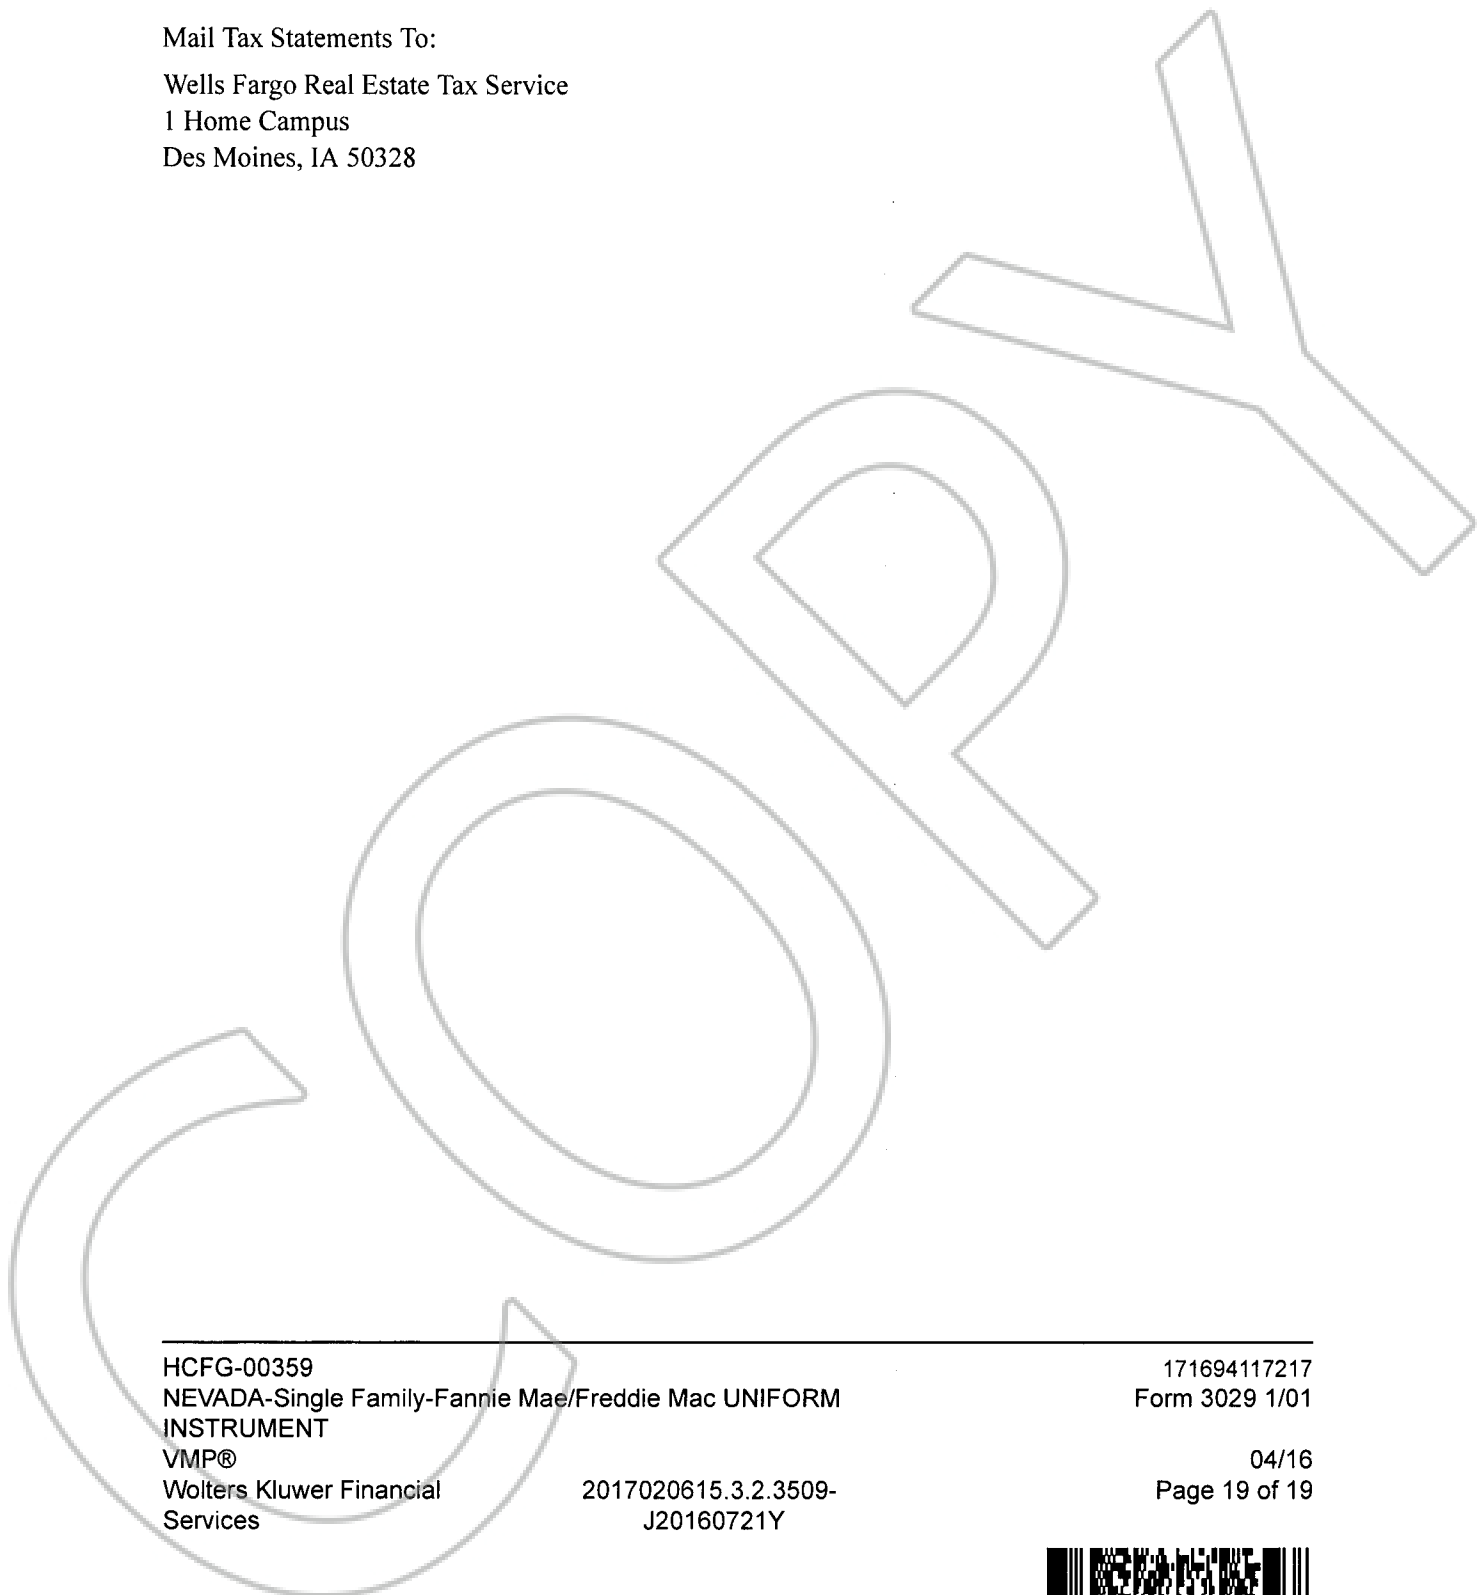 Mail Tax Statements To:
Wells Fargo Real Estate Tax Service
1 Home Campus
Des Moines, IA 50328
COPY
HCFG-00359 171694117217
NEVADA-Single Family-Fannie Mae/Freddie Mac UNIFORM Form 3029 1/01
INSTRUMENT
VMP® 04/16
Wolters Kluwer Financial 2017020615.3.2.3509- Page 19 of 19
Services J20160721Y